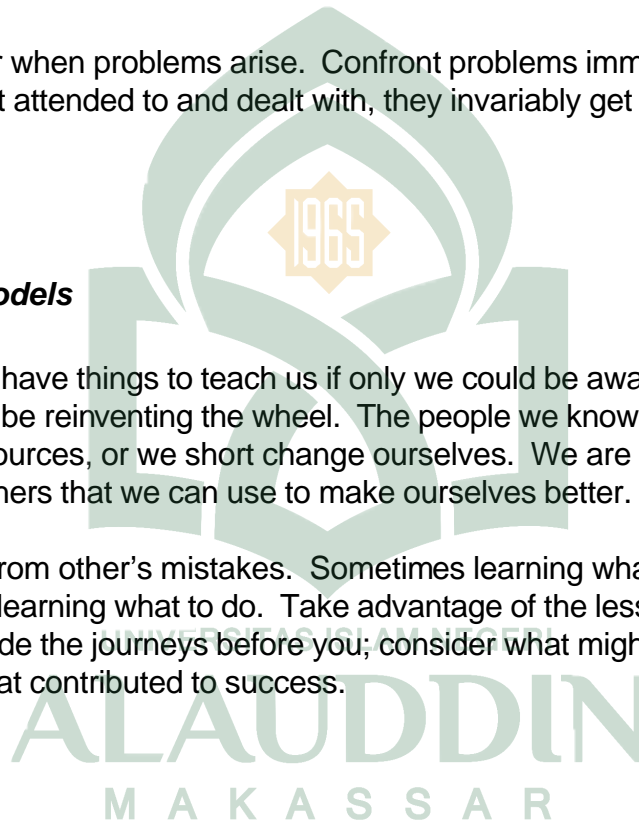 r when problems arise.  Confront problems imm
t attended to and dealt with, they invariably get
1965
odels
have things to teach us if only we could be awa
be reinventing the wheel.  The people we know
ources, or we short change ourselves.  We are
ners that we can use to make ourselves better.
rom other's mistakes.  Sometimes learning wha
learning what to do.  Take advantage of the less
de the journeys before you; consider what migh
UNIVERSITAS ISLAM NEGERI
at contributed to success.
ALAUDDIN
MAKASSAR